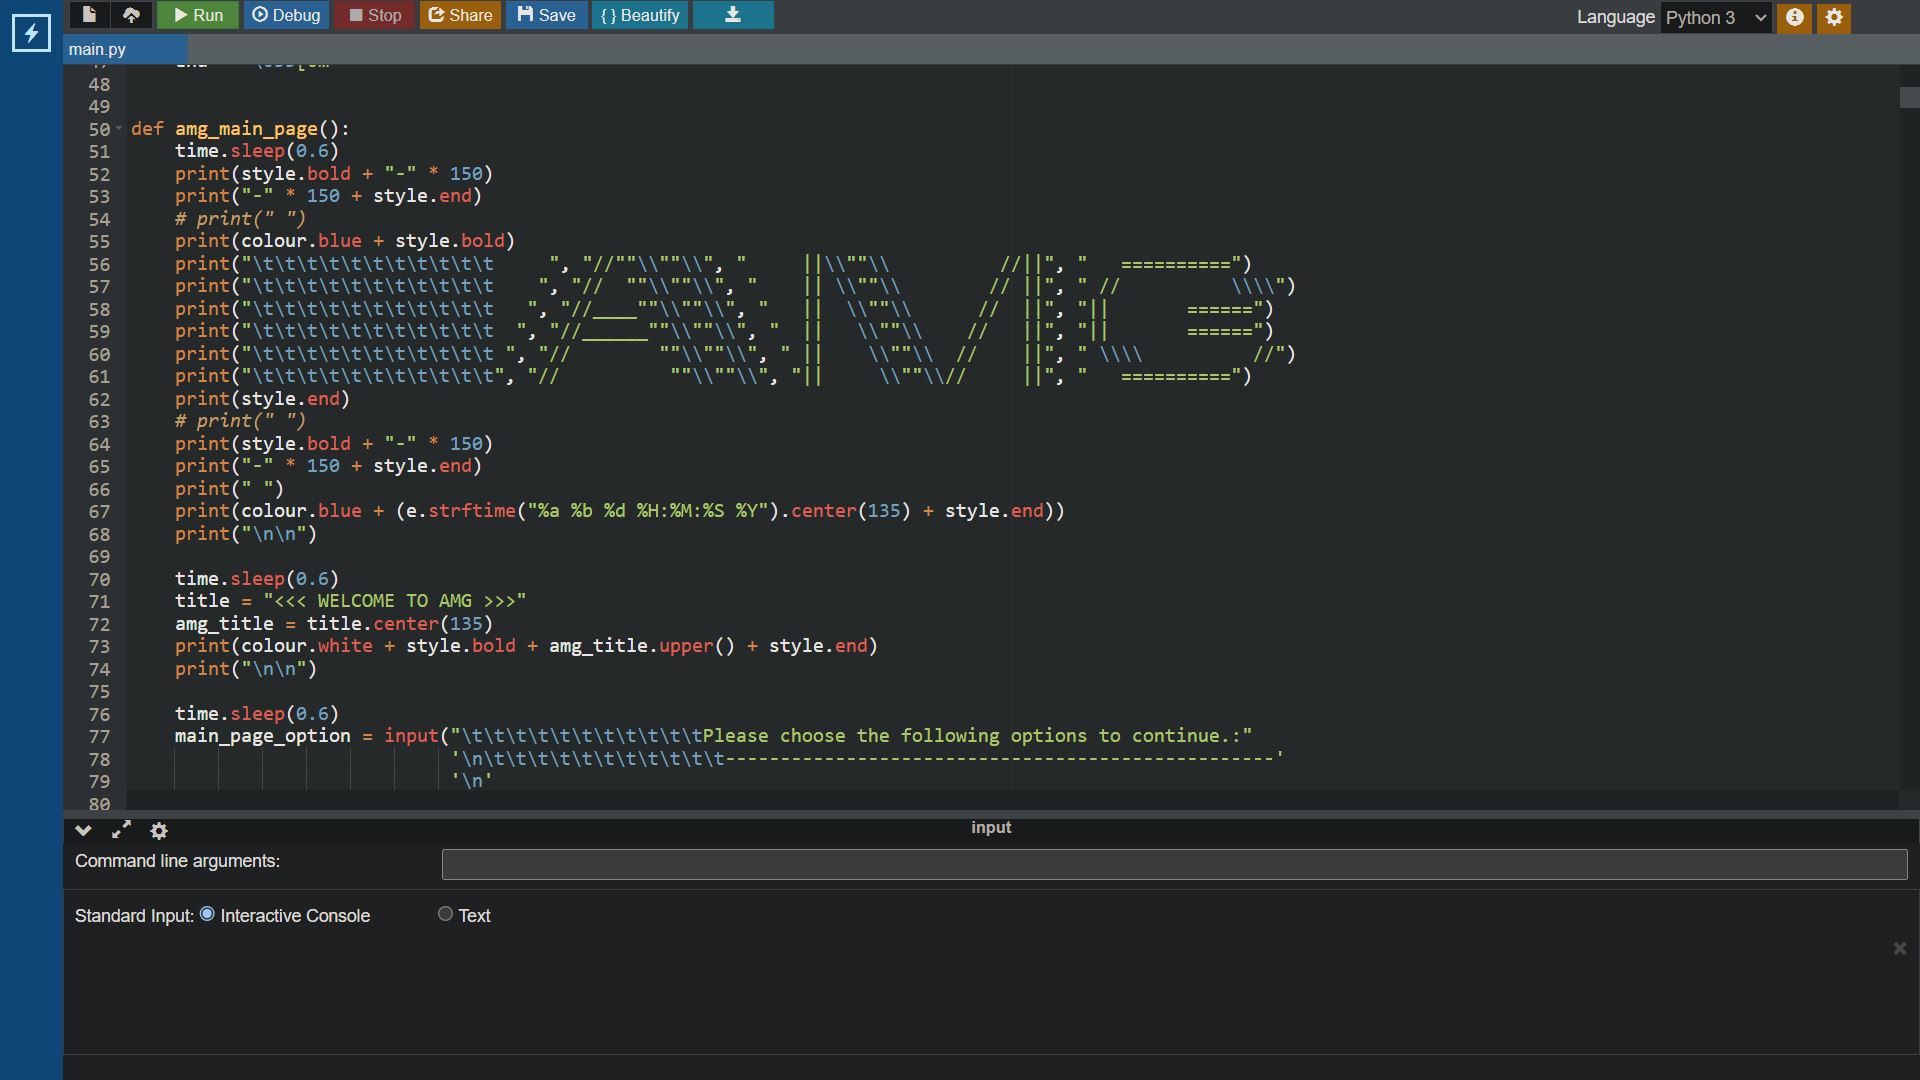 Run Debug Stop Share Save { } Beautify Language Python 3
main.py
48
49
50 def amg_main_page():
51     time.sleep(0.6)
52     print(style.bold + "-" * 150)
53     print("-" * 150 + style.end)
54     # print(" ")
55     print(colour.blue + style.bold)
56     print("\t\t\t\t\t\t\t\t\t\t\t     ", "//""\\""\\", "     ||\\""\\          //||", "   ==========")
57     print("\t\t\t\t\t\t\t\t\t\t\t    ", "//  ""\\""\\", "    || \\""\\        // ||", " //          \\\\")
58     print("\t\t\t\t\t\t\t\t\t\t\t   ", "//____""\\""\\", "   ||  \\""\\      //  ||", "||       ======")
59     print("\t\t\t\t\t\t\t\t\t\t\t  ", "//______""\\""\\", "  ||   \\""\\    //   ||", "||       ======")
60     print("\t\t\t\t\t\t\t\t\t\t\t ", "//        ""\\""\\", " ||    \\""\\  //    ||", " \\\\          //")
61     print("\t\t\t\t\t\t\t\t\t\t\t", "//          ""\\""\\", "||     \\""\\//     ||", "   ==========")
62     print(style.end)
63     # print(" ")
64     print(style.bold + "-" * 150)
65     print("-" * 150 + style.end)
66     print(" ")
67     print(colour.blue + (e.strftime("%a %b %d %H:%M:%S %Y").center(135) + style.end))
68     print("\n\n")
69
70     time.sleep(0.6)
71     title = "<<< WELCOME TO AMG >>>"
72     amg_title = title.center(135)
73     print(colour.white + style.bold + amg_title.upper() + style.end)
74     print("\n\n")
75
76     time.sleep(0.6)
77     main_page_option = input("\t\t\t\t\t\t\t\t\t\t\tPlease choose the following options to continue.:"
78                              '\n\t\t\t\t\t\t\t\t\t\t\t--------------------------------------------------'
79                              '\n'
80
input
Command line arguments:
Standard Input: Interactive Console Text